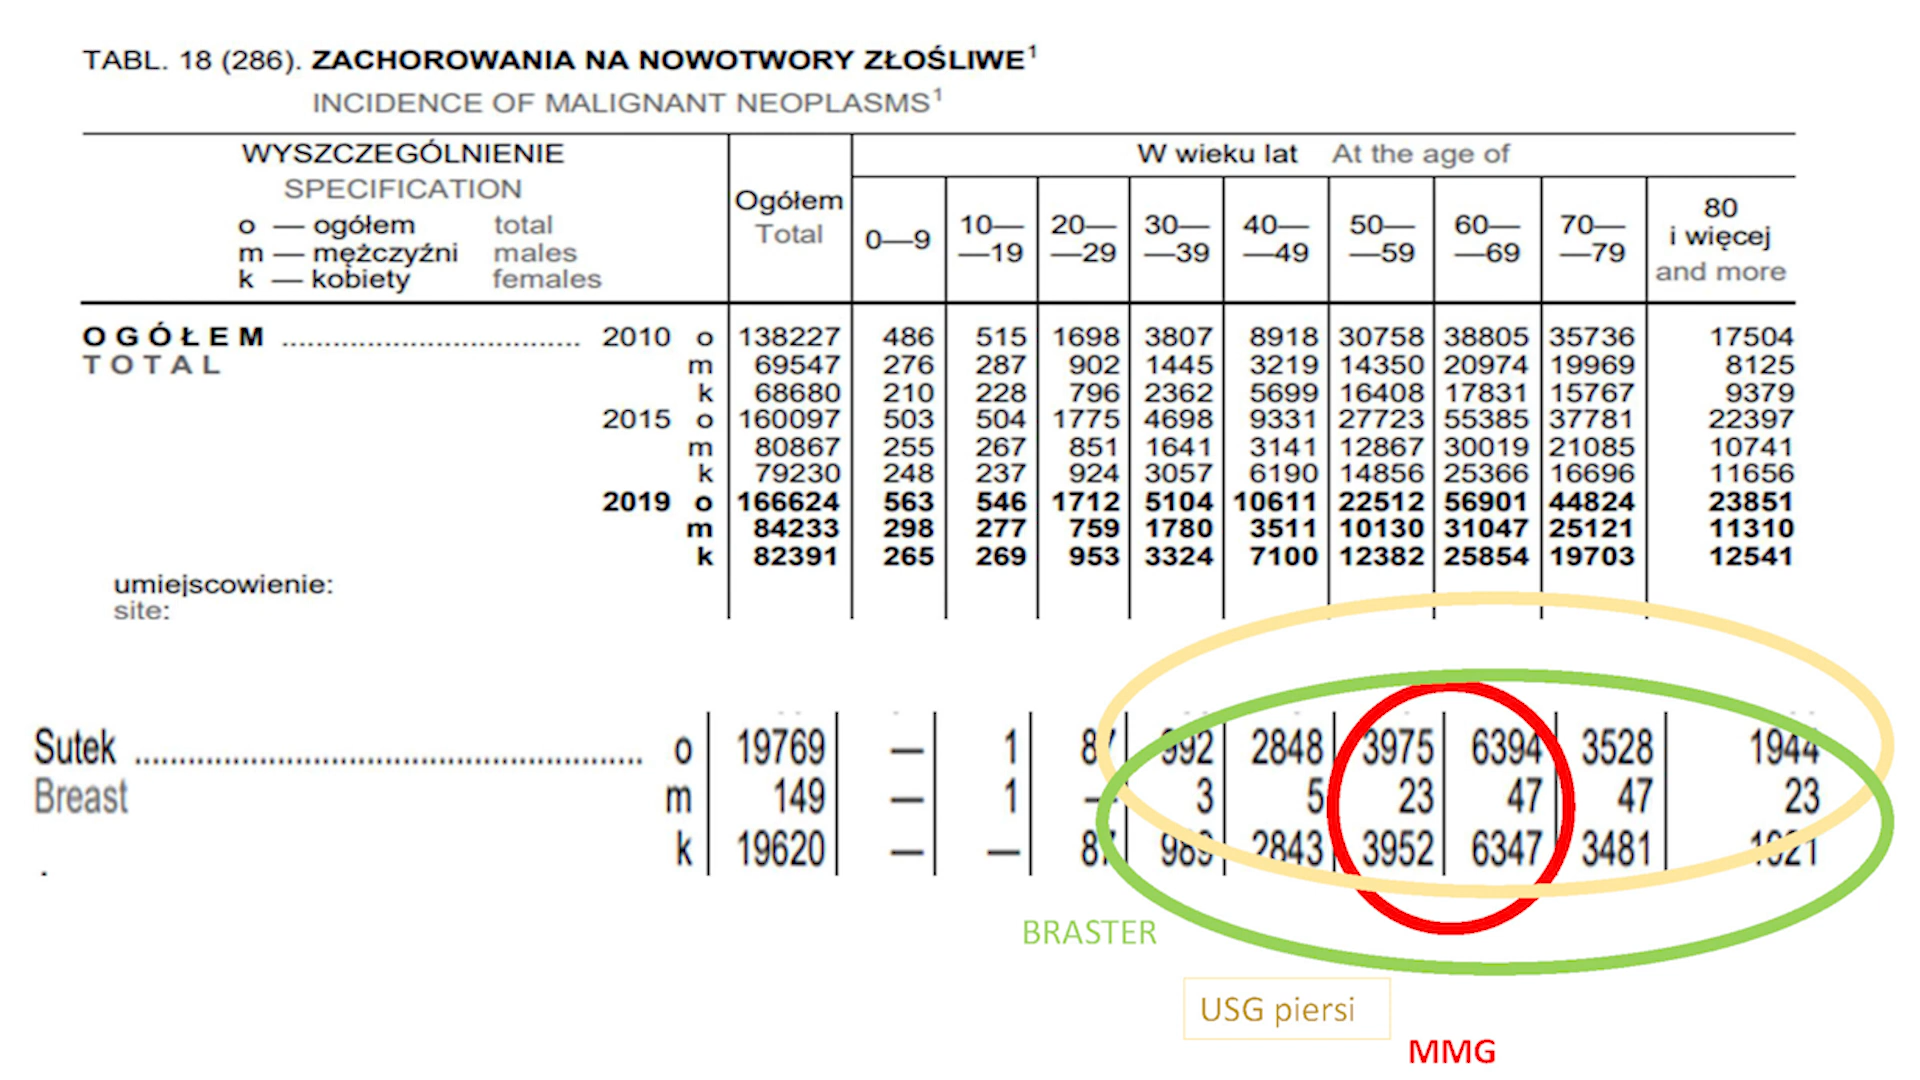 TABL. 18 (286). ZACHOROWANIA NA NOWOTWORY ZŁOŚLIWE¹
INCIDENCE OF MALIGNANT NEOPLASMS¹
WYSZCZEGÓLNIENIE
SPECIFICATION
o — ogółem total
m — mężczyźni males
k — kobiety females
Ogółem
Total
W wieku lat At the age of
0—9
10—
—19
20—
—29
30—
—39
40—
—49
50—
—59
60—
—69
70—
—79
80
i więcej
and more
OGÓŁEM ................................. 2010 o 138227 486 515 1698 3807 8918 30758 38805 35736 17504
TOTAL m 69547 276 287 902 1445 3219 14350 20974 19969 8125
k 68680 210 228 796 2362 5699 16408 17831 15767 9379
2015 o 160097 503 504 1775 4698 9331 27723 55385 37781 22397
m 80867 255 267 851 1641 3141 12867 30019 21085 10741
k 79230 248 237 924 3057 6190 14856 25366 16696 11656
2019 o 166624 563 546 1712 5104 10611 22512 56901 44824 23851
m 84233 298 277 759 1780 3511 10130 31047 25121 11310
k 82391 265 269 953 3324 7100 12382 25854 19703 12541
umiejscowienie:
site:
Sutek ........................................................ o 19769 — 1 87 992 2848 3975 6394 3528 1944
Breast m 149 — 1 — 3 5 23 47 47 23
k 19620 — — 87 989 2843 3952 6347 3481 1921
BRASTER
USG piersi
MMG